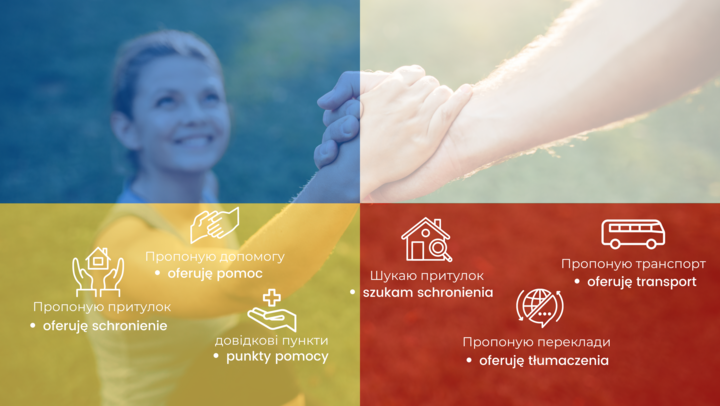 Пропоную допомогу
• oferuję pomoc
Пропоную притулок
• oferuję schronienie
довідкові пункти
• punkty pomocy
Шукаю притулок
• szukam schronienia
Пропоную транспорт
• oferuję transport
Пропоную переклади
• oferuję tłumaczenia